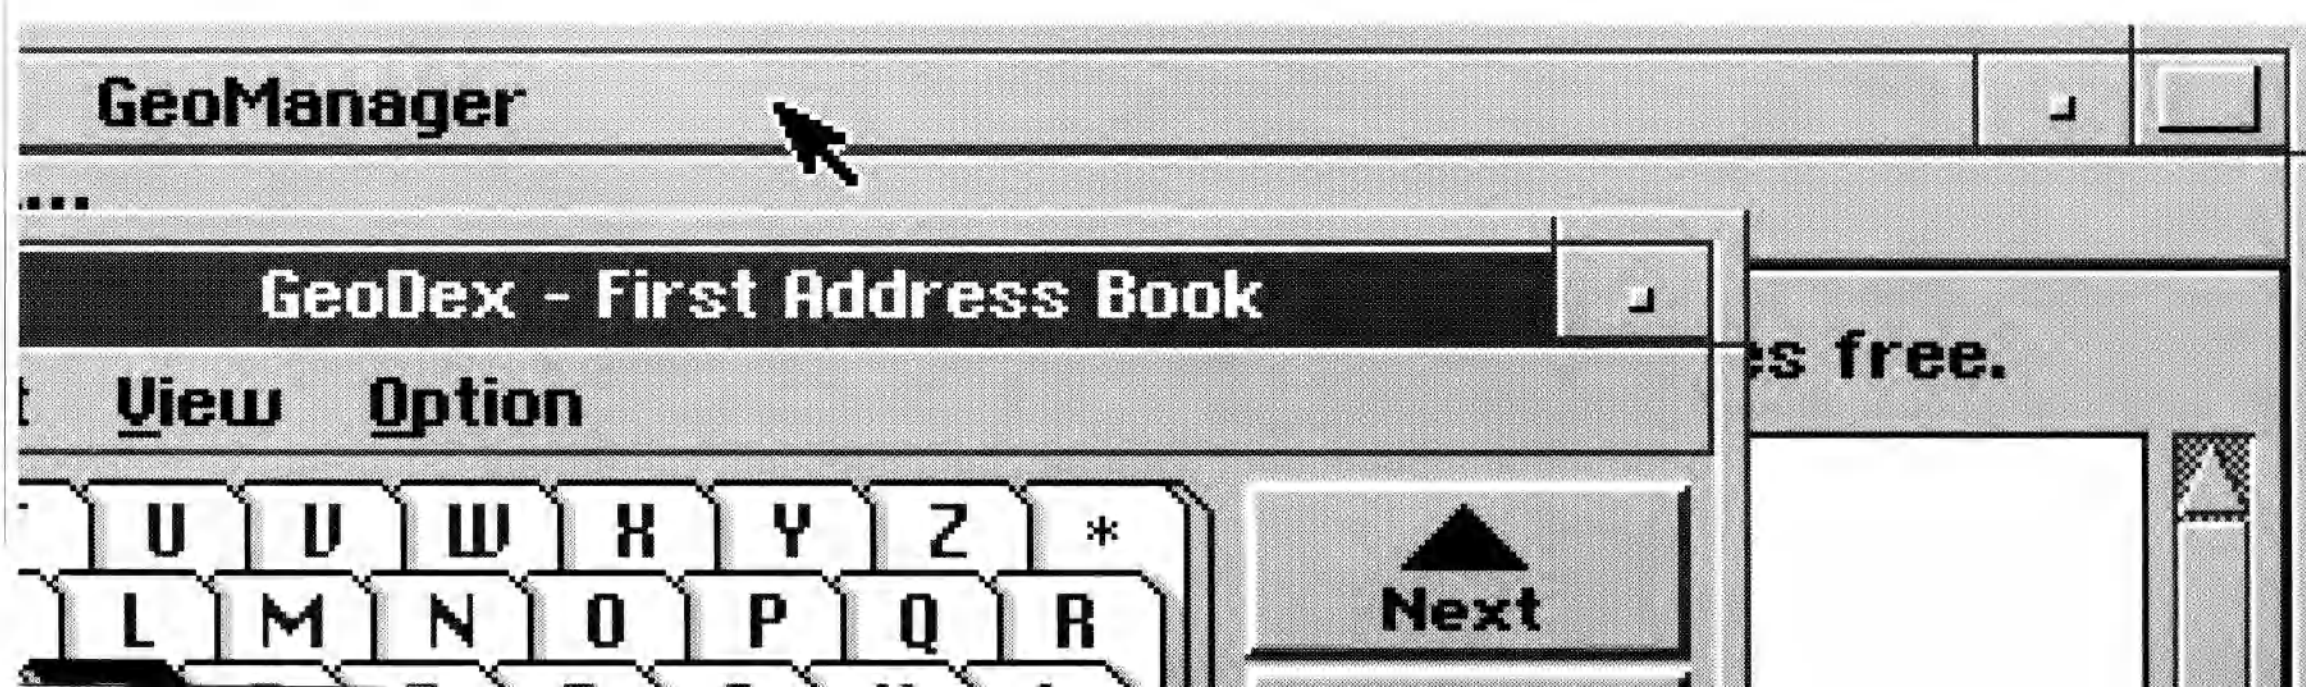 GeoManager
...
GeoDex - First Address Book
es free.
View Option
U V W X Y Z *
L M N O P Q R
Next